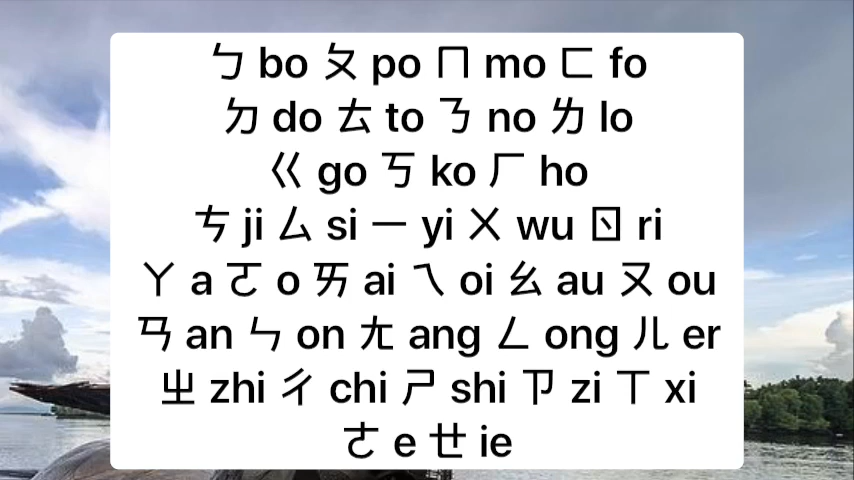 ㄅ bo ㄆ po ㄇ mo ㄈ fo
ㄉ do ㄊ to ㄋ no ㄌ lo
ㄍ go ㄎ ko ㄏ ho
ㄘ ji ㄙ si ㄧ yi ㄨ wu ㄖ ri
ㄚ a ㄛ o ㄞ ai ㄟ oi ㄠ au ㄡ ou
ㄢ an ㄣ on ㄤ ang ㄥ ong ㄦ er
ㄓ zhi ㄔ chi ㄕ shi ㄗ zi ㄒ xi
ㄜ e ㄝ ie